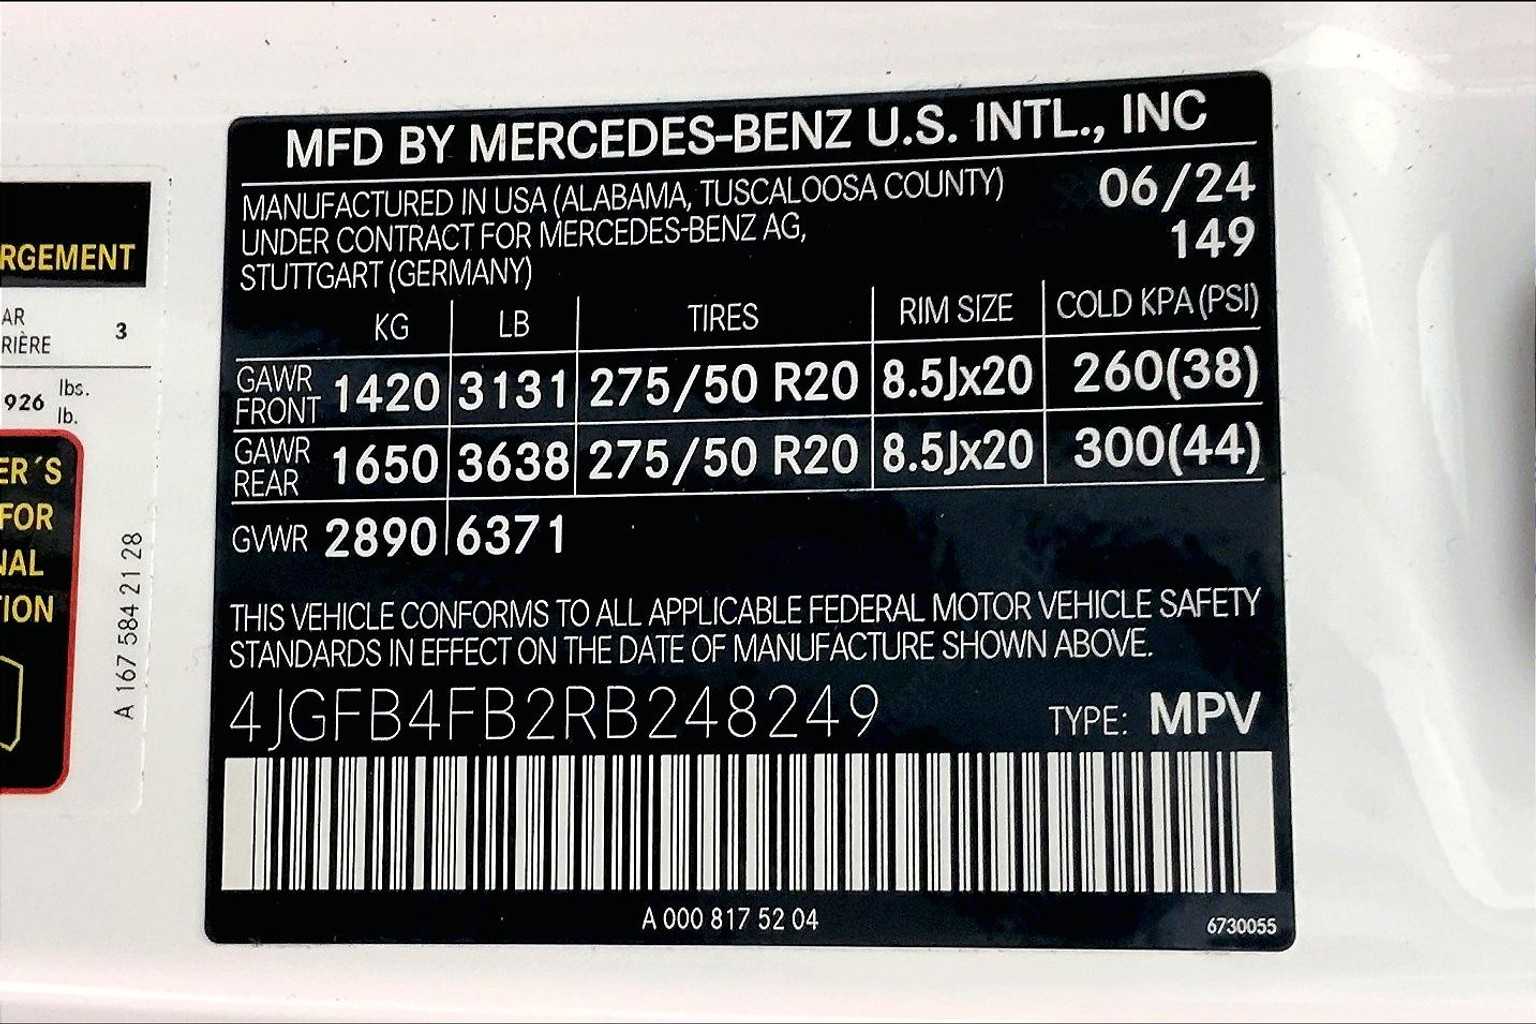 MFD BY MERCEDES-BENZ U.S. INTL., INC
MANUFACTURED IN USA (ALABAMA, TUSCALOOSA COUNTY) 06/24
UNDER CONTRACT FOR MERCEDES-BENZ AG, 149
STUTTGART (GERMANY)
KG LB TIRES RIM SIZE COLD KPA (PSI)
GAWR FRONT 1420 3131 275/50 R20 8.5Jx20 260(38)
GAWR REAR 1650 3638 275/50 R20 8.5Jx20 300(44)
GVWR 2890 6371
THIS VEHICLE CONFORMS TO ALL APPLICABLE FEDERAL MOTOR VEHICLE SAFETY
STANDARDS IN EFFECT ON THE DATE OF MANUFACTURE SHOWN ABOVE.
4JGFB4FB2RB248249 TYPE: MPV
A 000 817 52 04 6730055
RGEMENT
AR
RIÈRE 3
926 lbs.
lb.
ER´S
FOR
NAL
TION
A 167 584 21 28